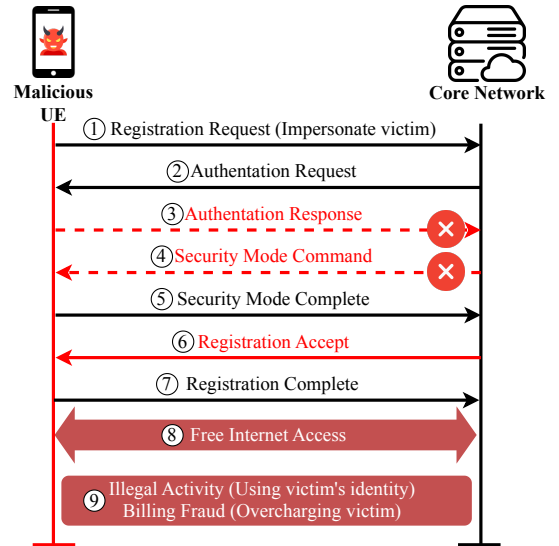 Malicious
UE
Core Network
① Registration Request (Impersonate victim)
② Authentation Request
③ Authentation Response
④ Security Mode Command
⑤ Security Mode Complete
⑥ Registration Accept
⑦ Registration Complete
⑧ Free Internet Access
⑨ Illegal Activity (Using victim's identity)
Billing Fraud (Overcharging victim)